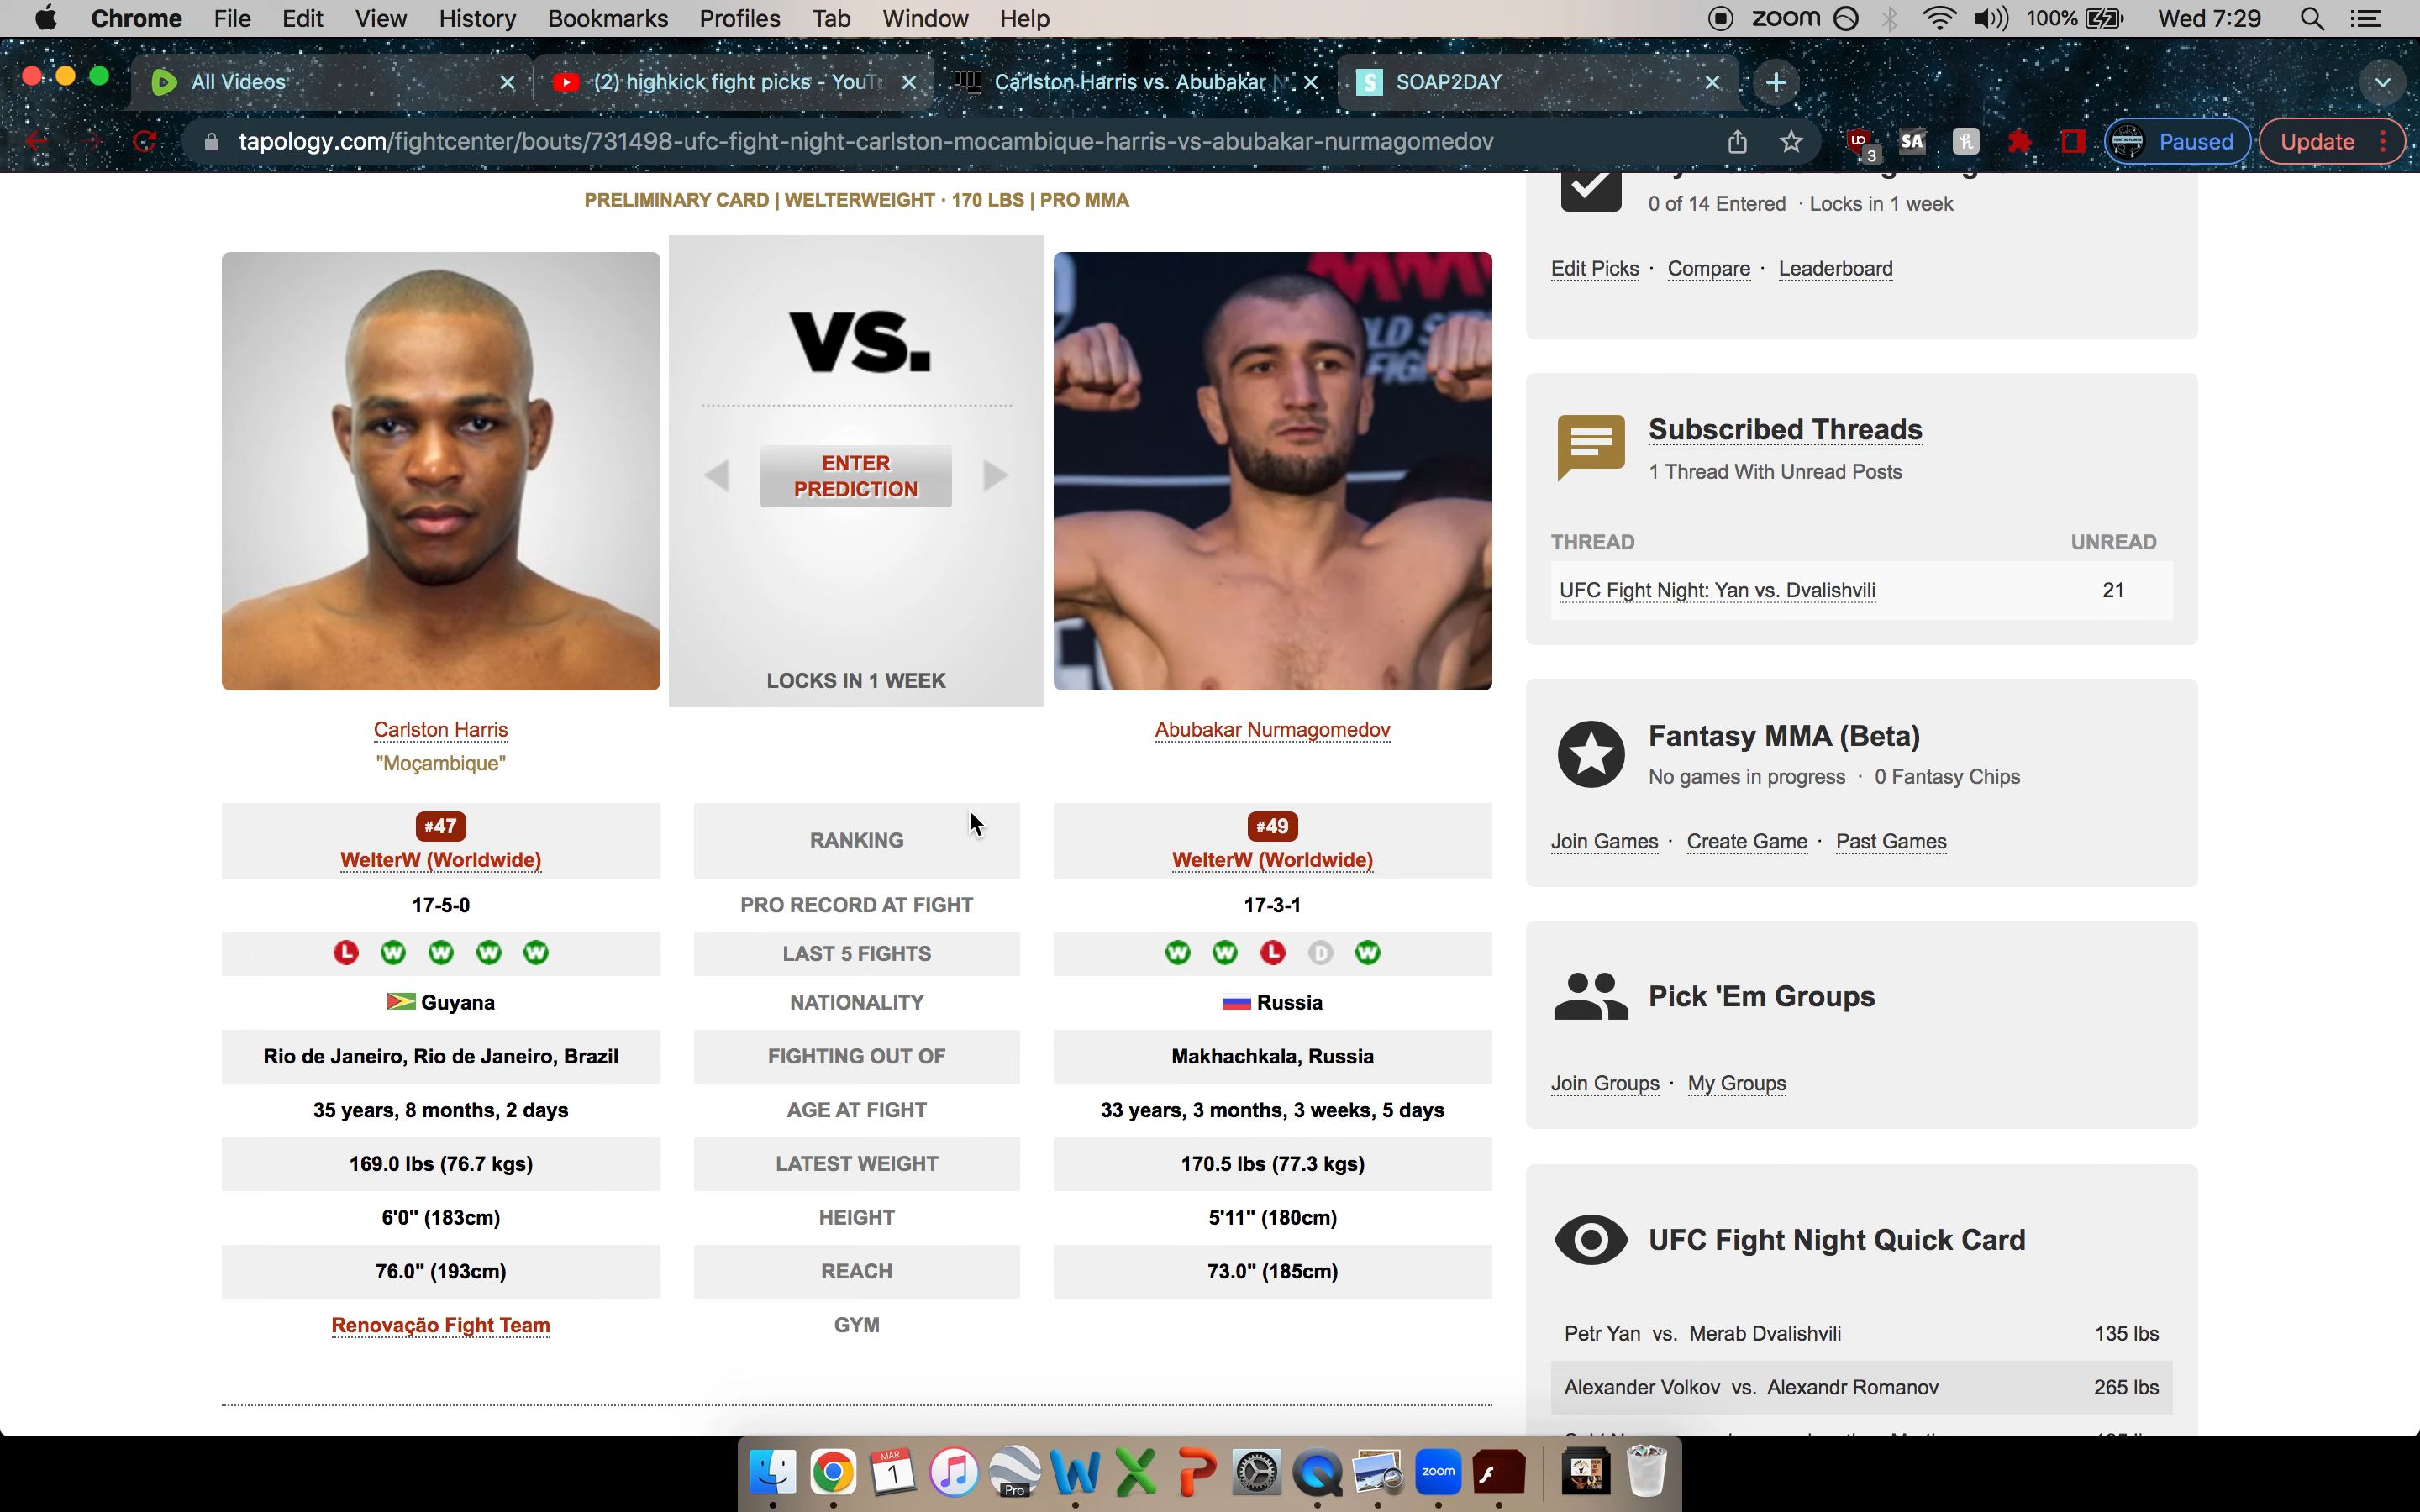 Chrome File Edit View History Bookmarks Profiles Tab Window Help zoom 100% Wed 7:29
All Videos (2) highkick fight picks - YouTu Carlston Harris vs. Abubakar N SOAP2DAY
tapology.com/fightcenter/bouts/731498-ufc-fight-night-carlston-mocambique-harris-vs-abubakar-nurmagomedov 3 SA Paused Update
PRELIMINARY CARD | WELTERWEIGHT · 170 LBS | PRO MMA
VS.
ENTER
PREDICTION
LOCKS IN 1 WEEK
Carlston Harris Abubakar Nurmagomedov
"Moçambique"
#47 RANKING #49
WelterW (Worldwide) WelterW (Worldwide)
17-5-0 PRO RECORD AT FIGHT 17-3-1
L W W W W LAST 5 FIGHTS W W L D W
Guyana NATIONALITY Russia
Rio de Janeiro, Rio de Janeiro, Brazil FIGHTING OUT OF Makhachkala, Russia
35 years, 8 months, 2 days AGE AT FIGHT 33 years, 3 months, 3 weeks, 5 days
169.0 lbs (76.7 kgs) LATEST WEIGHT 170.5 lbs (77.3 kgs)
6'0" (183cm) HEIGHT 5'11" (180cm)
76.0" (193cm) REACH 73.0" (185cm)
Renovação Fight Team GYM
0 of 14 Entered · Locks in 1 week
Edit Picks · Compare · Leaderboard
Subscribed Threads
1 Thread With Unread Posts
THREAD UNREAD
UFC Fight Night: Yan vs. Dvalishvili 21
Fantasy MMA (Beta)
No games in progress · 0 Fantasy Chips
Join Games · Create Game · Past Games
Pick 'Em Groups
Join Groups · My Groups
UFC Fight Night Quick Card
Petr Yan vs. Merab Dvalishvili 135 lbs
Alexander Volkov vs. Alexandr Romanov 265 lbs
MAR
1
Pro
zoom